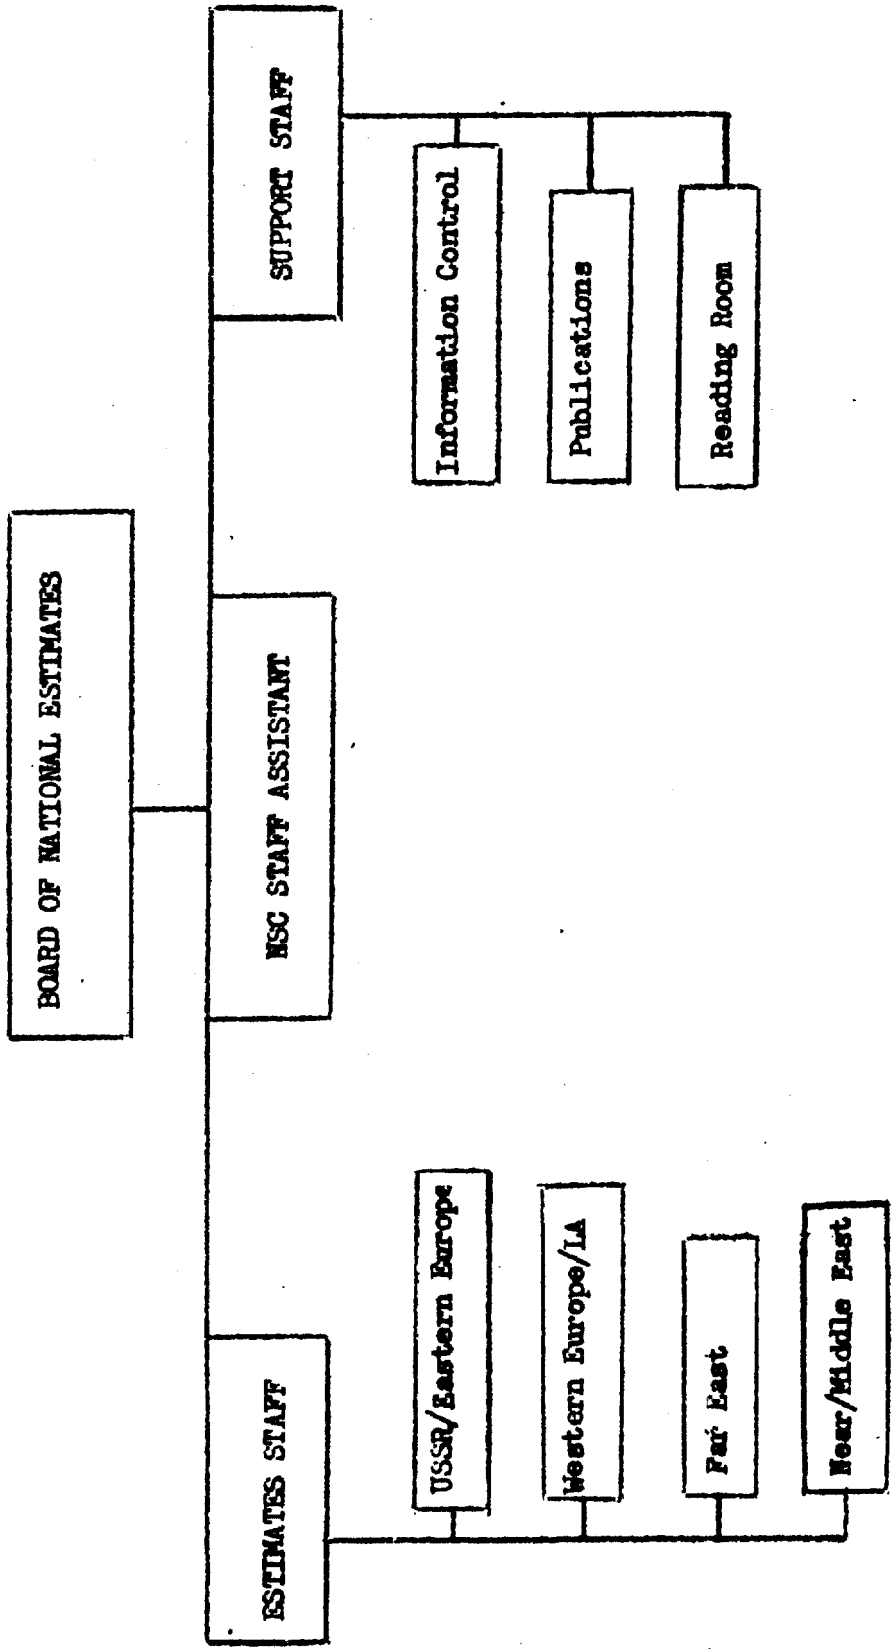 BOARD OF NATIONAL ESTIMATES
ESTIMATES STAFF
NSC STAFF ASSISTANT
SUPPORT STAFF
USSR/Eastern Europe
Western Europe/LA
Far East
Near/Middle East
Information Control
Publications
Reading Room